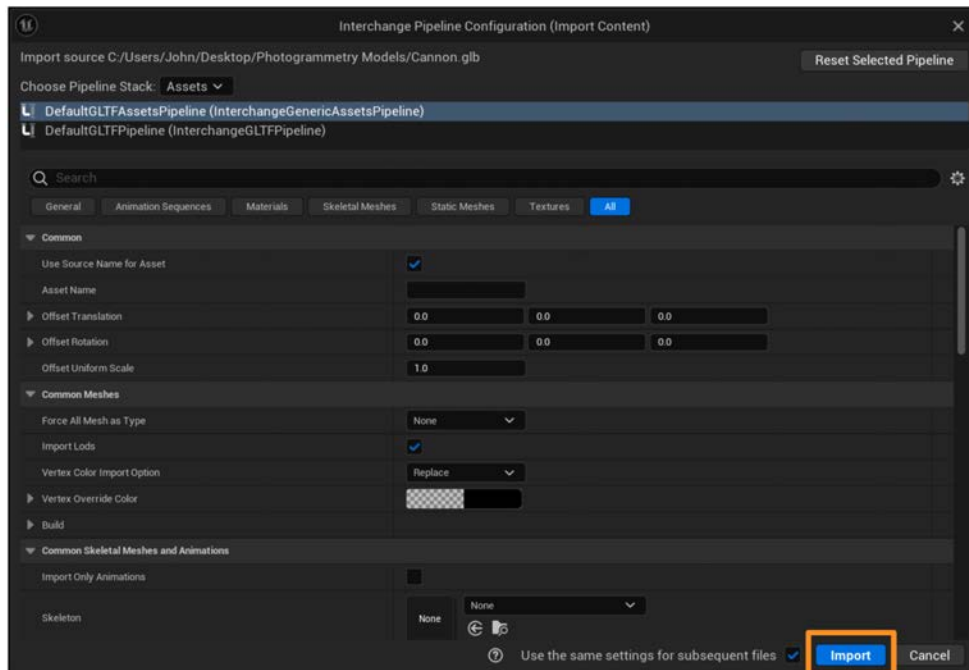 Interchange Pipeline Configuration (Import Content)
Import source C:/Users/John/Desktop/Photogrammetry Models/Cannon.glb
Reset Selected Pipeline
Choose Pipeline Stack: Assets
DefaultGLTFAssetsPipeline (InterchangeGenericAssetsPipeline)
DefaultGLTFPipeline (InterchangeGLTFPipeline)
Search
General Animation Sequences Materials Skeletal Meshes Static Meshes Textures All
Common
Use Source Name for Asset
Asset Name
Offset Translation 0.0 0.0 0.0
Offset Rotation 0.0 0.0 0.0
Offset Uniform Scale 1.0
Common Meshes
Force All Mesh as Type None
Import Lods
Vertex Color Import Option Replace
Vertex Override Color
Build
Common Skeletal Meshes and Animations
Import Only Animations
Skeleton None None
Use the same settings for subsequent files Import Cancel